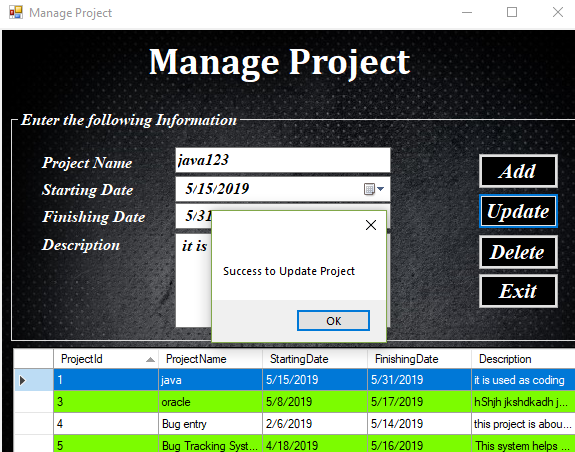 Manage Project
Manage Project
Enter the following Information
Project Name
java123
Add
Starting Date
5/15/2019
Update
Finishing Date
5/31
Description
it is
Delete
Success to Update Project
Exit
OK
ProjectId ProjectName StartingDate FinishingDate Description
1 java 5/15/2019 5/31/2019 it is used as coding
3 oracle 5/8/2019 5/17/2019 hShjh jkshdkadh j...
4 Bug entry 2/6/2019 5/14/2019 this project is abou...
5 Bug Tracking Syst... 4/18/2019 5/16/2019 This system helps ...